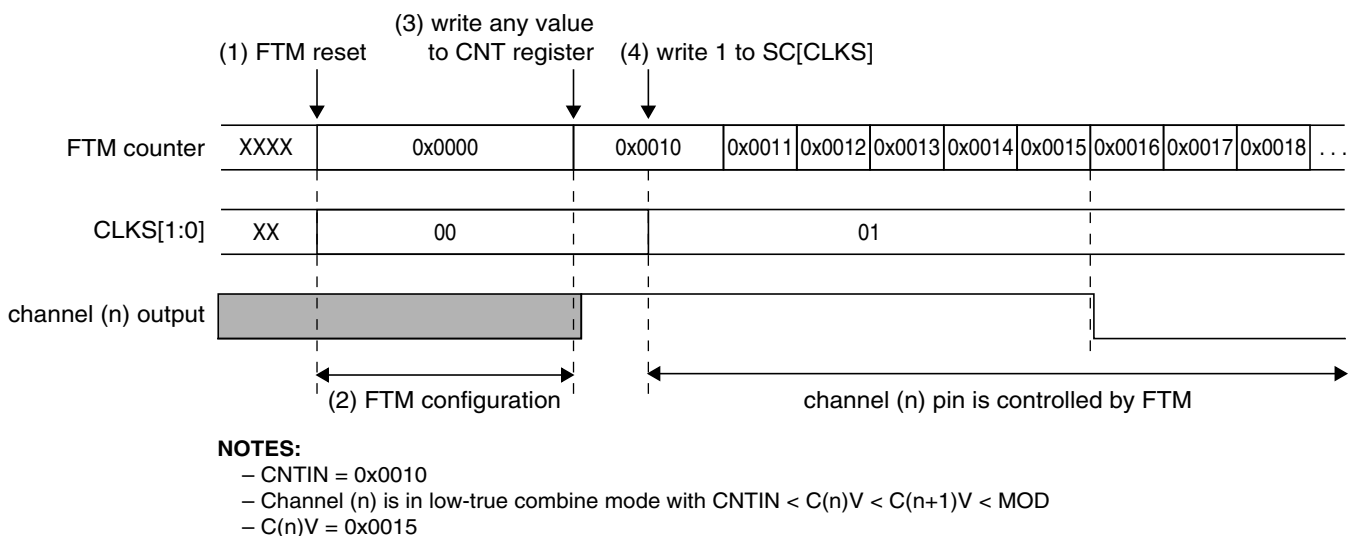 (3) write any value
(1) FTM reset to CNT register (4) write 1 to SC[CLKS]
FTM counter XXXX 0x0000 0x0010 0x0011 0x0012 0x0013 0x0014 0x0015 0x0016 0x0017 0x0018 . . .
CLKS[1:0] XX 00 01
channel (n) output
(2) FTM configuration channel (n) pin is controlled by FTM
NOTES:
– CNTIN = 0x0010
– Channel (n) is in low-true combine mode with CNTIN < C(n)V < C(n+1)V < MOD
– C(n)V = 0x0015